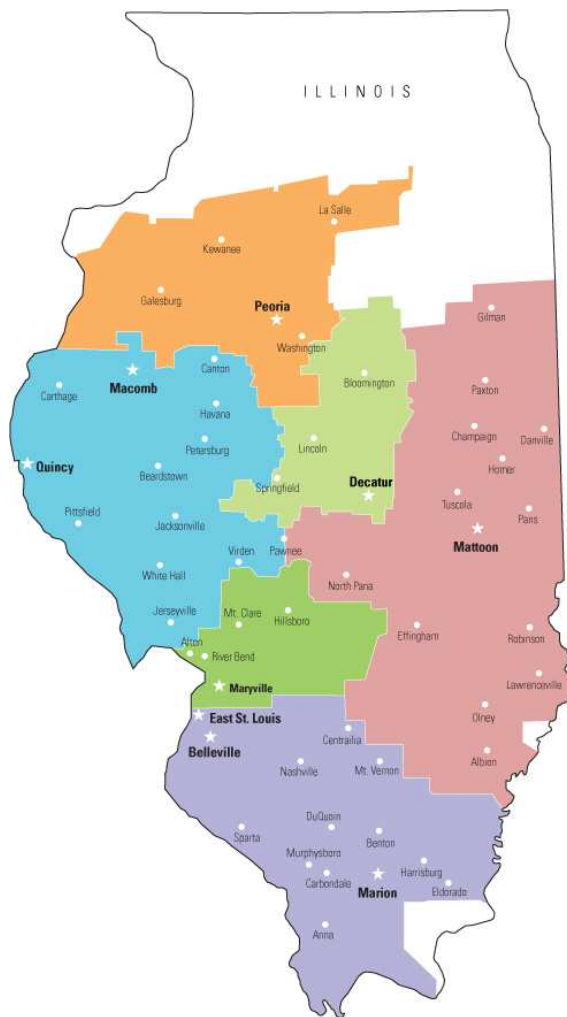 ILLINOIS
La Salle
Kewanee
Galesburg
Peoria
Gilman
Washington
Canton
Macomb
Bloomington
Carthage
Paxton
Havana
Petersburg
Lincoln
Champaign
Danville
Quincy
Beardstown
Homer
Springfield
Decatur
Tuscola
Pittsfield
Jacksonville
Paris
Mattoon
Virden
Pawnee
White Hall
North Pana
Jerseyville
Mt. Clare
Hillsboro
Effingham
Robinson
Alton
River Bend
Lawrenceville
Maryville
Olney
East St. Louis
Belleville
Centrailia
Albion
Nashville
Mt. Vernon
DuQuoin
Sparta
Benton
Murphysboro
Harrisburg
Carbondale
Marion
Eldorado
Anna